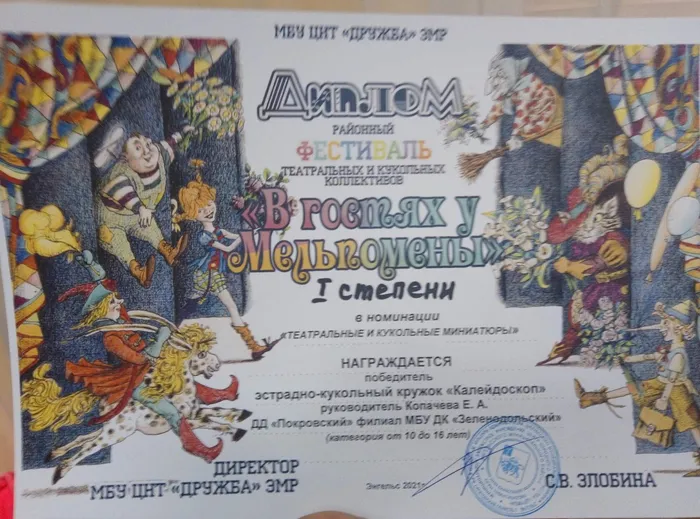 МБУ ЦНТ «ДРУЖБА» ЭМР
ДИПЛОМ
РАЙОННЫЙ
ФЕСТИВАЛЬ
ТЕАТРАЛЬНЫХ И КУКОЛЬНЫХ
КОЛЛЕКТИВОВ
«В гостях у
Мельпомены»
I степени
в номинации
«ТЕАТРАЛЬНЫЕ И КУКОЛЬНЫЕ МИНИАТЮРЫ»
НАГРАЖДАЕТСЯ
победитель
эстрадно-кукольный кружок «Калейдоскоп»
руководитель Копачева Е. А.
ДД «Покровский» филиал МБУ ДК «Зеленодольский»
(категория от 10 до 16 лет)
ДИРЕКТОР
МБУ ЦНТ «ДРУЖБА» ЭМР
Энгельс 2021г.
С.В. ЗЛОБИНА